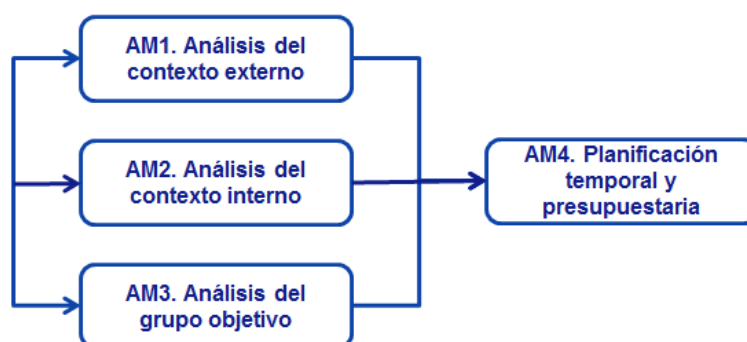 AM1. Análisis del
contexto externo
AM2. Análisis del
contexto interno
AM3. Análisis del
grupo objetivo
AM4. Planificación
temporal y
presupuestaria